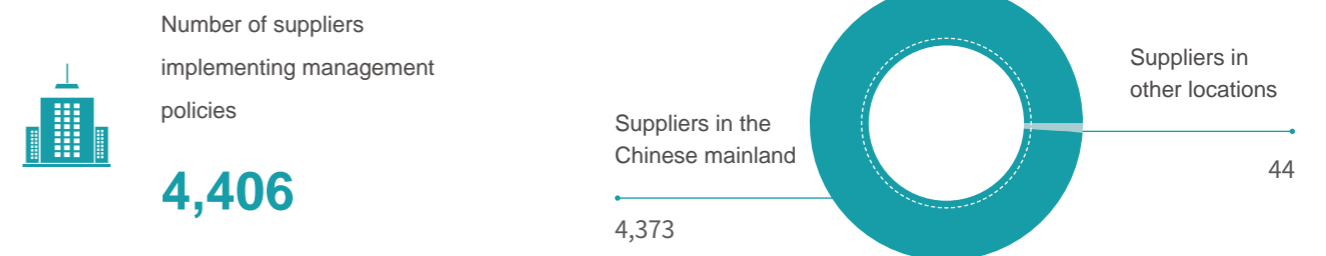 Number of suppliers
implementing management
policies
4,406
Suppliers in the
Chinese mainland
4,373
Suppliers in
other locations
44